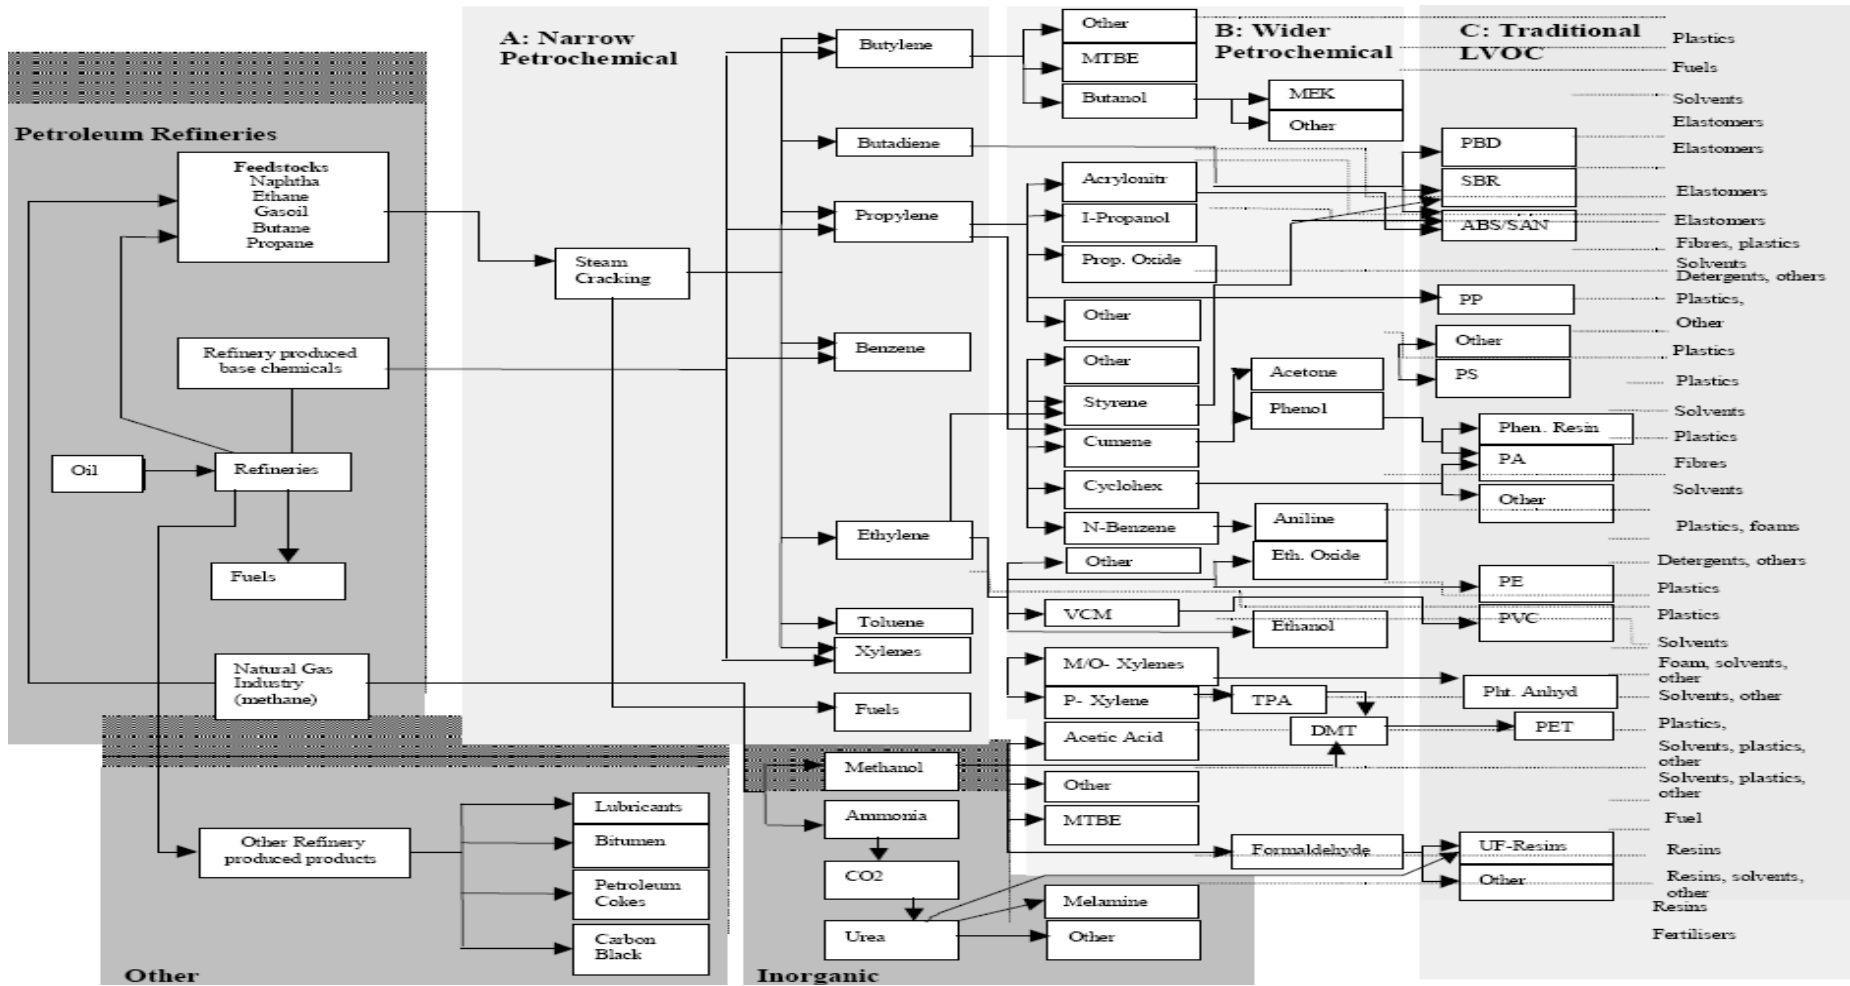 A: Narrow
Petrochemical
B: Wider
Petrochemical
C: Traditional
LVOC
Petroleum Refineries
Feedstocks
Naphtha
Ethane
Gasoil
Butane
Propane
Refinery produced
base chemicals
Oil
Refineries
Fuels
Natural Gas
Industry
(methane)
Other Refinery
produced products
Lubricants
Bitumen
Petroleum
Cokes
Carbon
Black
Other
Steam
Cracking
Butylene
Butadiene
Propylene
Benzene
Ethylene
Toluene
Xylenes
Fuels
Methanol
Ammonia
CO2
Urea
Inorganic
Other
MTBE
Butanol
MEK
Other
Acrylonitr
I-Propanol
Prop. Oxide
Other
Other
Styrene
Cumene
Cyclohex
N-Benzene
Other
VCM
M/O- Xylenes
P- Xylene
Acetic Acid
Other
MTBE
Melamine
Other
Acetone
Phenol
Aniline
Eth. Oxide
Ethanol
TPA
DMT
Formaldehyde
PBD
SBR
ABS/SAN
PP
Other
PS
Phen. Resin
PA
Other
PE
PVC
Pht. Anhyd
PET
UF-Resins
Other
Plastics
Fuels
Solvents
Elastomers
Elastomers
Elastomers
Elastomers
Fibres, plastics
Solvents
Detergents, others
Plastics,
Other
Plastics
Plastics
Solvents
Plastics
Fibres
Solvents
Plastics, foams
Detergents, others
Plastics
Plastics
Solvents
Foam, solvents,
other
Solvents, other
Plastics,
Solvents, plastics,
other
Solvents, plastics,
other
Fuel
Resins
Resins, solvents,
other
Resins
Fertilisers